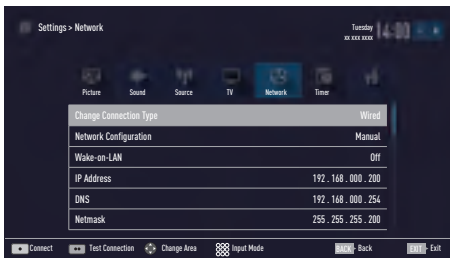 Settings > Network
Tuesday
xx xxx xxxx
14:00
Picture Sound Source TV Network Timer
Change Connection Type Wired
Network Configuration Manual
Wake-on-LAN Off
IP Address 192 . 168 . 000 . 200
DNS 192 . 168 . 000 . 254
Netmask 255 . 255 . 255 . 200
Connect Test Connection Change Area Input Mode BACK - Back EXIT - Exit